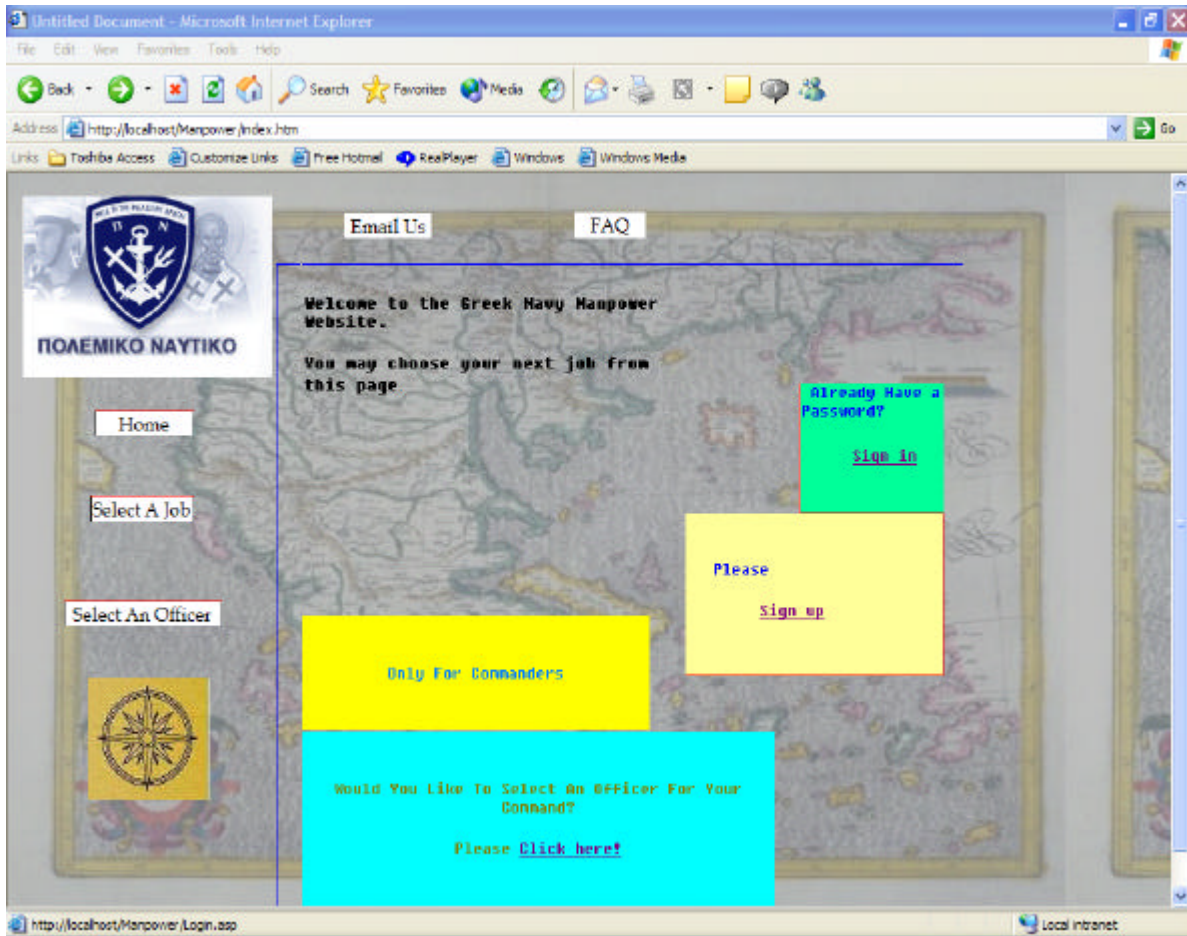 Untitled Document - Microsoft Internet Explorer
File Edit View Favorites Tools Help
Back Search Favorites Media
Address http://localhost/Manpower/index.htm Go
Links Toshiba Access Customize Links Free Hotmail RealPlayer Windows Windows Media
Π Ν
ΠΟΛΕΜΙΚΟ ΝΑΥΤΙΚΟ
Email Us FAQ
Welcome to the Greek Navy Manpower
Website.
You may choose your next job from
this page
Already Have a
Password?
Sign in
Home
Select A Job
Please
Sign up
Select An Officer
Only For Commanders
Would You Like To Select An Officer For Your
Command?
Please Click here!
http://localhost/Manpower/Login.asp Local intranet